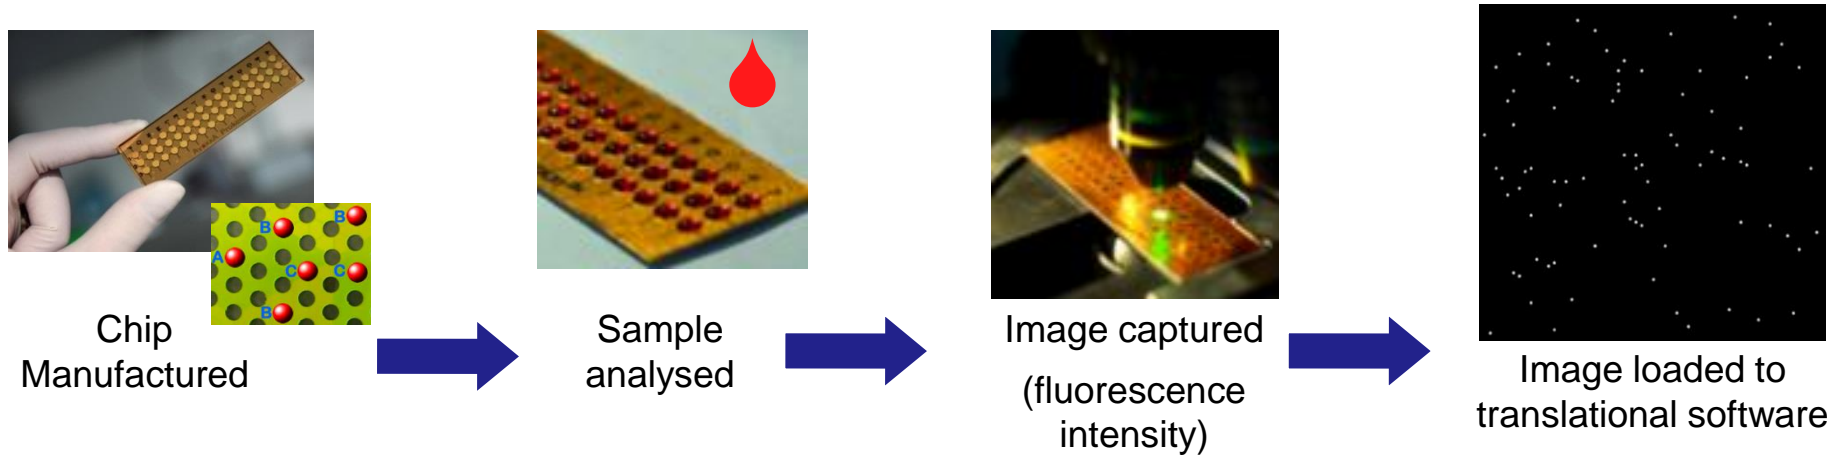 B
B
A
C
C
B
Chip
Manufactured
Sample
analysed
Image captured
(fluorescence
intensity)
Image loaded to
translational software